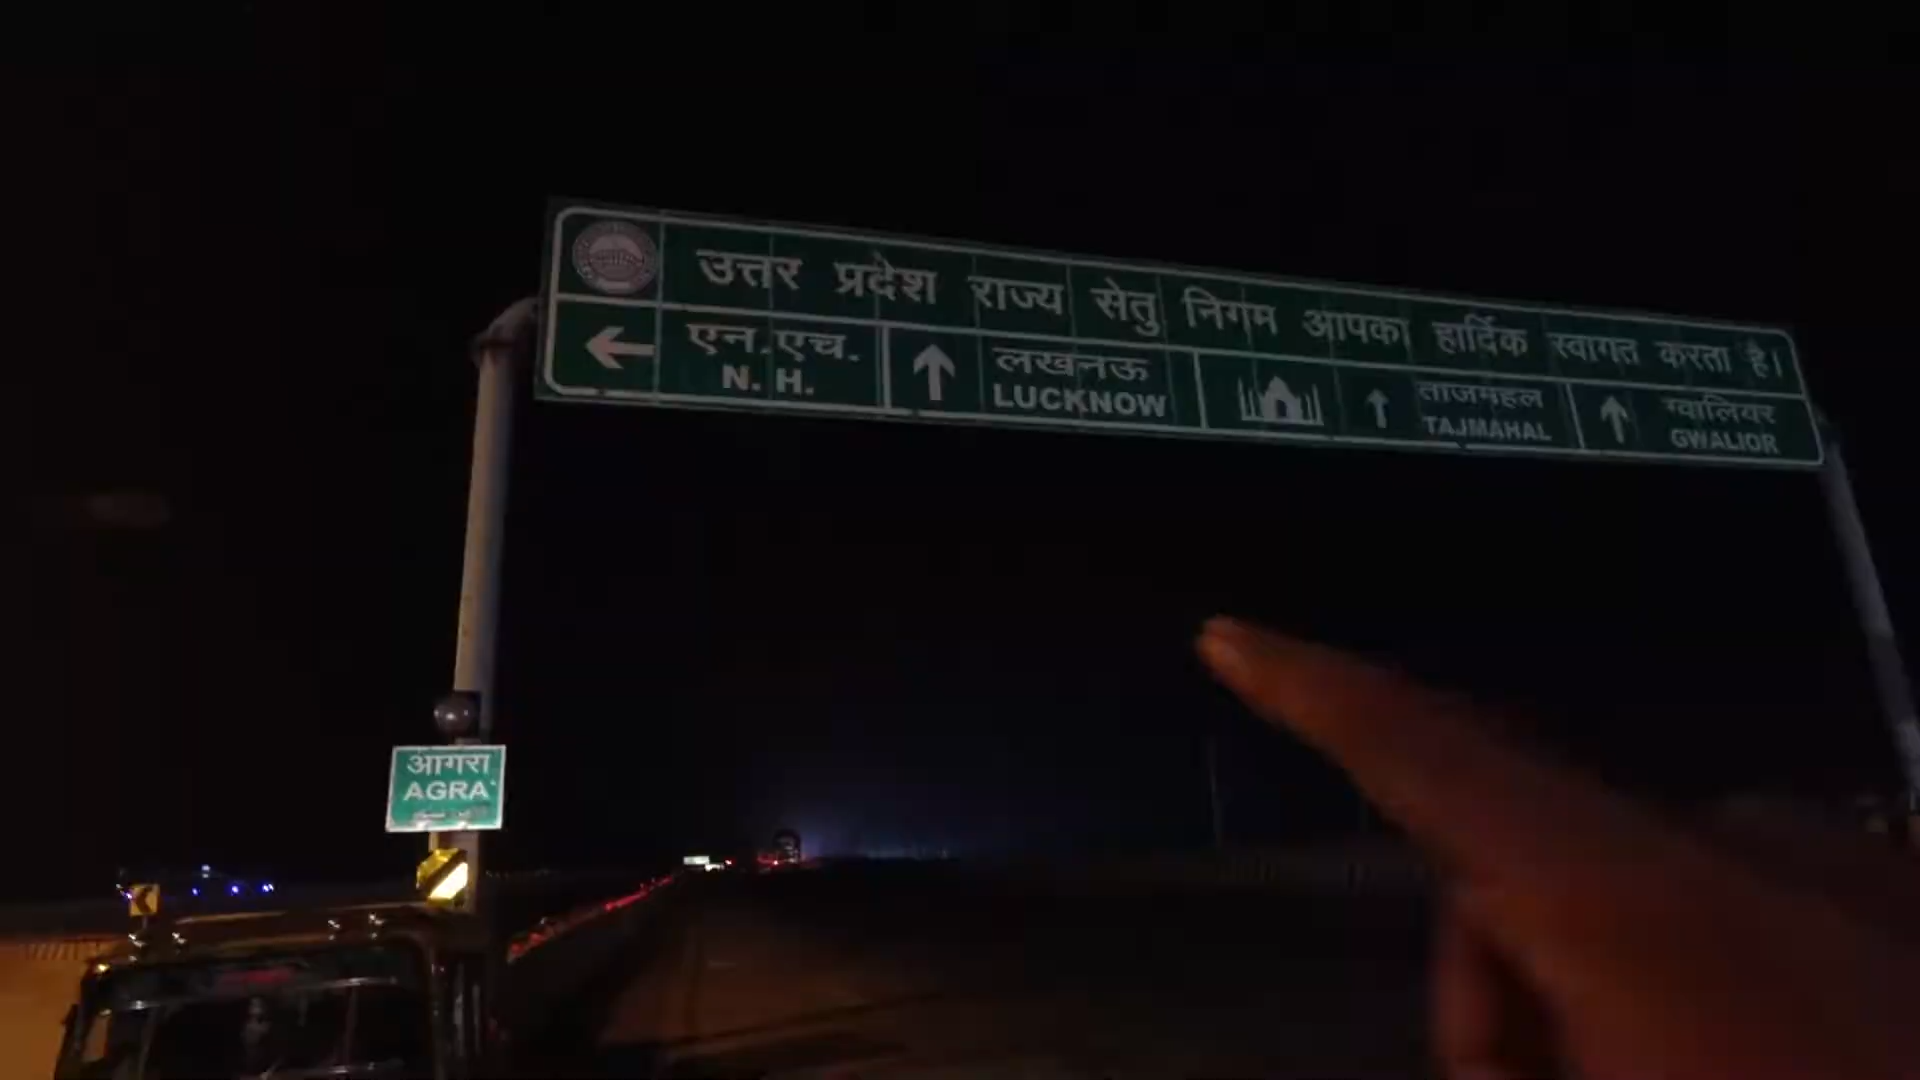 उत्तर प्रदेश राज्य सेतु निगम आपका हार्दिक स्वागत करता है।
एन.एच.
N. H.
लखनऊ
LUCKNOW
ताजमहल
TAJMAHAL
ग्वालियर
GWALIOR
आगरा
AGRA